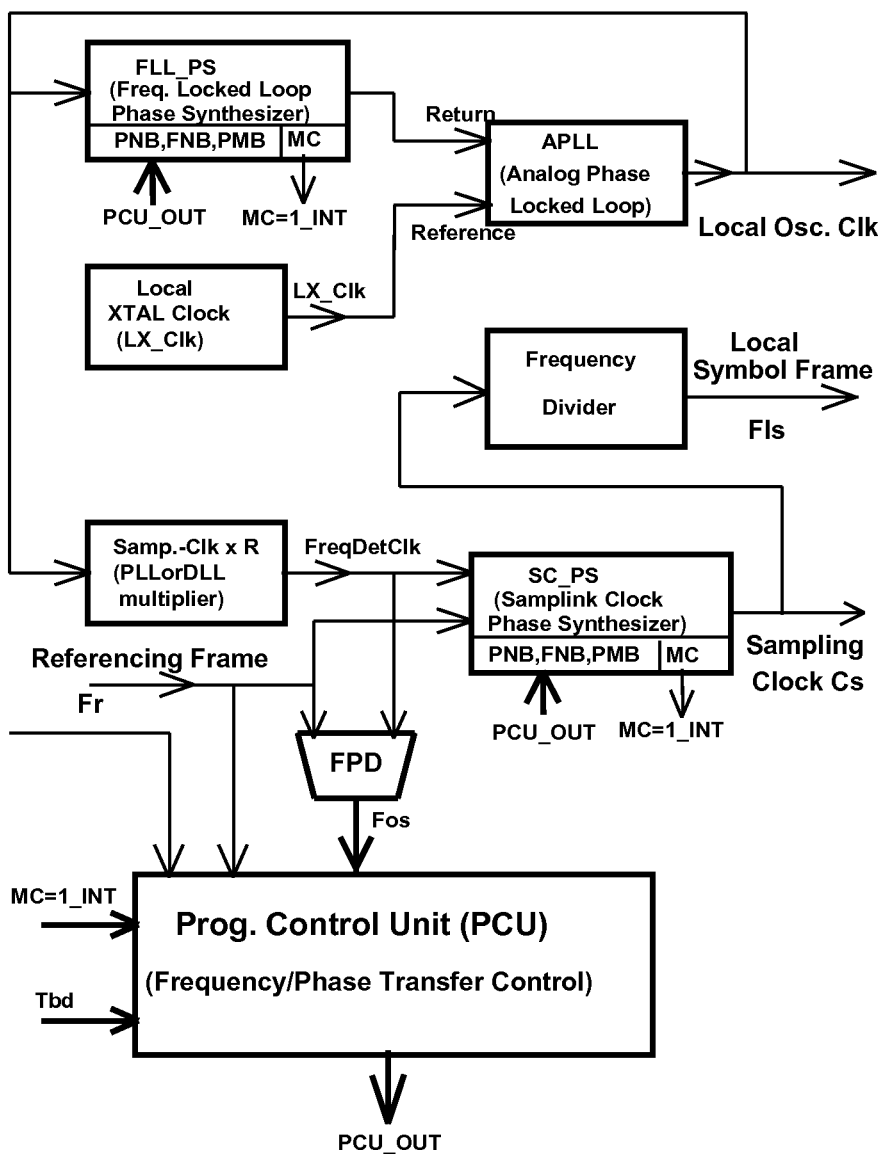 FLL_PS
(Freq. Locked Loop
Phase Synthesizer)
PNB,FNB,PMB
MC
PCU_OUT
MC=1_INT
Return
Reference
APLL
(Analog Phase
Locked Loop)
Local Osc. Clk
Local
XTAL Clock
(LX_Clk)
LX_Clk
Frequency
Divider
Local
Symbol Frame
Fls
Samp.-Clk x R
(PLLorDLL
multiplier)
FreqDetClk
SC_PS
(Samplink Clock
Phase Synthesizer)
PNB,FNB,PMB
MC
Sampling
Clock Cs
PCU_OUT
MC=1_INT
Referencing Frame
Fr
FPD
Fos
MC=1_INT
Tbd
Prog. Control Unit (PCU)
(Frequency/Phase Transfer Control)
PCU_OUT